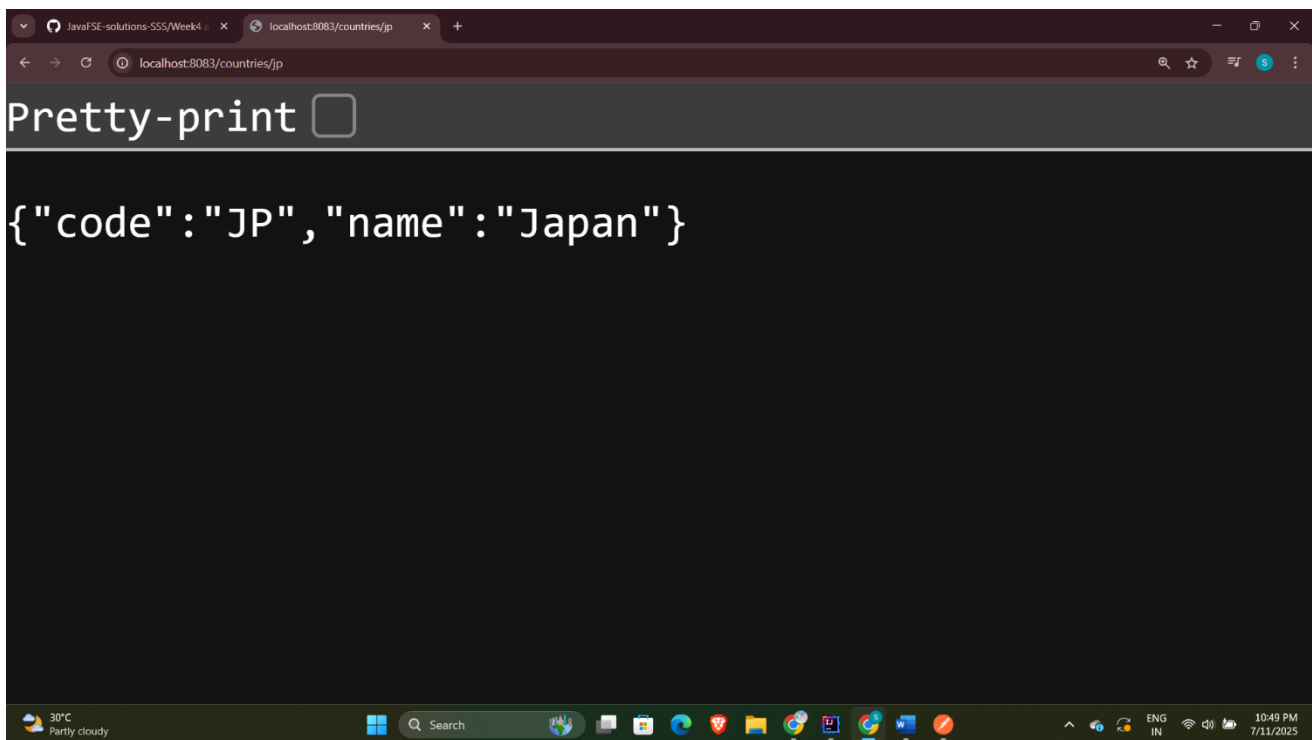 JavaFSE-solutions-SSS/Week4 a
localhost:8083/countries/jp
localhost:8083/countries/jp
S
Pretty-print
{"code":"JP","name":"Japan"}
30°C
Partly cloudy
Search
ENG
IN
10:49 PM
7/11/2025